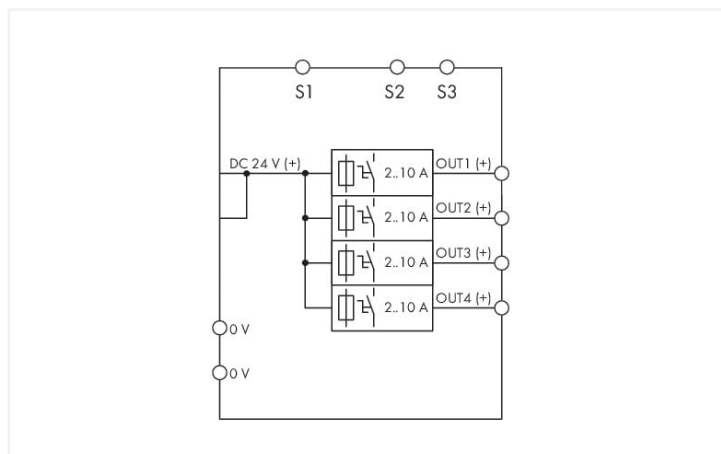 S1 S2 S3
DC 24 V (+) 2..10 A OUT1 (+)
2..10 A OUT2 (+)
2..10 A OUT3 (+)
2..10 A OUT4 (+)
0 V
0 V